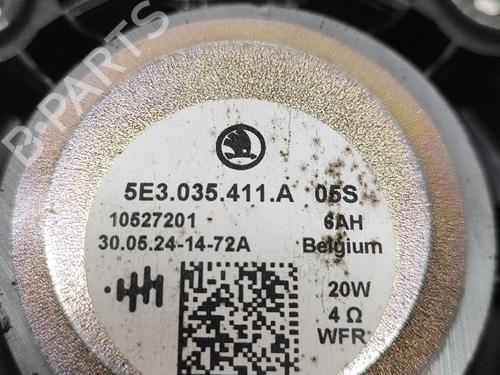 B-PARTS
5E3.035.411.A 05S
10527201 6AH
30.05.24-14-72A Belgium
20W
4 Ω
WFR